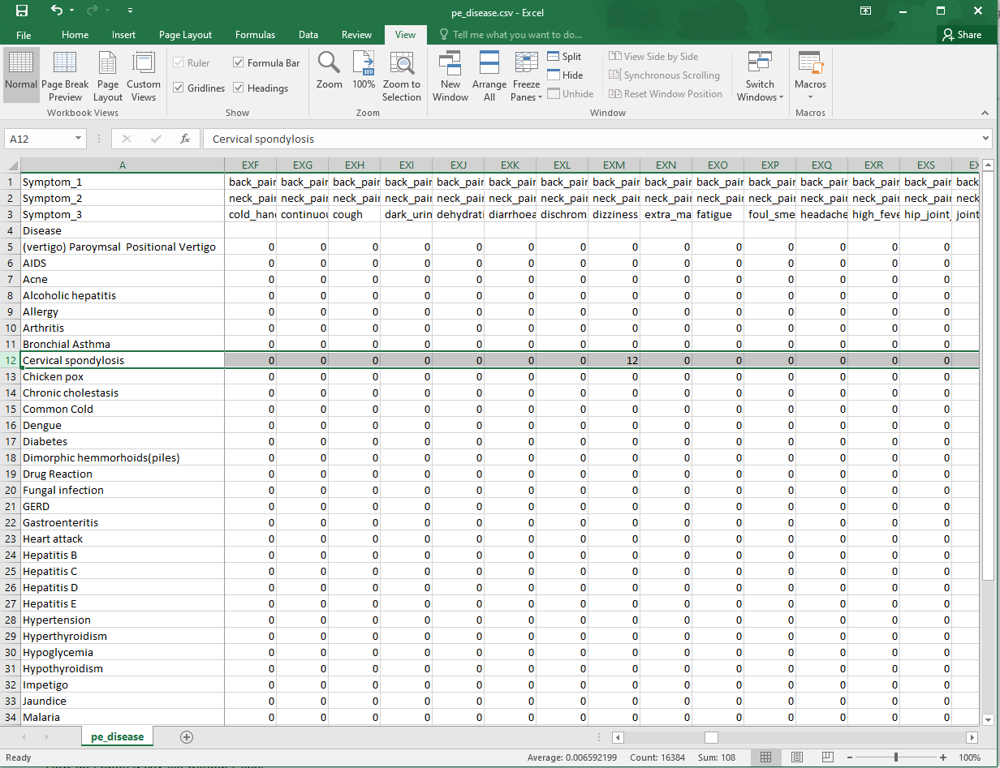 pe_disease.csv - Excel
File Home Insert Page Layout Formulas Data Review View Tell me what you want to do... Share
Normal Page Break Preview Page Layout Custom Views
Workbook Views
Ruler Formula Bar
Gridlines Headings
Show
Zoom 100% Zoom to Selection
100
Zoom
New Window Arrange All Freeze Panes
Split
Hide
Unhide
View Side by Side
Synchronous Scrolling
Reset Window Position
Window
Switch Windows
Macros
Macros
A12 fx Cervical spondylosis
A EXF EXG EXH EXI EXJ EXK EXL EXM EXN EXO EXP EXQ EXR EXS EX
1 Symptom_1 back_pain back_pain back_pain back_pain back_pain back_pain back_pain back_pain back_pain back_pain back_pain back_pain back_pain back_pain back
2 Symptom_2 neck_pain neck_pain neck_pain neck_pain neck_pain neck_pain neck_pain neck_pain neck_pain neck_pain neck_pain neck_pain neck_pain neck_pain neck
3 Symptom_3 cold_han continuou cough dark_urin dehydrati diarrhoea dischrom dizziness extra_ma fatigue foul_sme headache high_feve hip_joint_ joint
4 Disease
5 (vertigo) Paroymsal  Positional Vertigo 0 0 0 0 0 0 0 0 0 0 0 0 0 0
6 AIDS 0 0 0 0 0 0 0 0 0 0 0 0 0 0
7 Acne 0 0 0 0 0 0 0 0 0 0 0 0 0 0
8 Alcoholic hepatitis 0 0 0 0 0 0 0 0 0 0 0 0 0 0
9 Allergy 0 0 0 0 0 0 0 0 0 0 0 0 0 0
10 Arthritis 0 0 0 0 0 0 0 0 0 0 0 0 0 0
11 Bronchial Asthma 0 0 0 0 0 0 0 0 0 0 0 0 0 0
12 Cervical spondylosis 0 0 0 0 0 0 0 12 0 0 0 0 0 0
13 Chicken pox 0 0 0 0 0 0 0 0 0 0 0 0 0 0
14 Chronic cholestasis 0 0 0 0 0 0 0 0 0 0 0 0 0 0
15 Common Cold 0 0 0 0 0 0 0 0 0 0 0 0 0 0
16 Dengue 0 0 0 0 0 0 0 0 0 0 0 0 0 0
17 Diabetes 0 0 0 0 0 0 0 0 0 0 0 0 0 0
18 Dimorphic hemmorhoids(piles) 0 0 0 0 0 0 0 0 0 0 0 0 0 0
19 Drug Reaction 0 0 0 0 0 0 0 0 0 0 0 0 0 0
20 Fungal infection 0 0 0 0 0 0 0 0 0 0 0 0 0 0
21 GERD 0 0 0 0 0 0 0 0 0 0 0 0 0 0
22 Gastroenteritis 0 0 0 0 0 0 0 0 0 0 0 0 0 0
23 Heart attack 0 0 0 0 0 0 0 0 0 0 0 0 0 0
24 Hepatitis B 0 0 0 0 0 0 0 0 0 0 0 0 0 0
25 Hepatitis C 0 0 0 0 0 0 0 0 0 0 0 0 0 0
26 Hepatitis D 0 0 0 0 0 0 0 0 0 0 0 0 0 0
27 Hepatitis E 0 0 0 0 0 0 0 0 0 0 0 0 0 0
28 Hypertension 0 0 0 0 0 0 0 0 0 0 0 0 0 0
29 Hyperthyroidism 0 0 0 0 0 0 0 0 0 0 0 0 0 0
30 Hypoglycemia 0 0 0 0 0 0 0 0 0 0 0 0 0 0
31 Hypothyroidism 0 0 0 0 0 0 0 0 0 0 0 0 0 0
32 Impetigo 0 0 0 0 0 0 0 0 0 0 0 0 0 0
33 Jaundice 0 0 0 0 0 0 0 0 0 0 0 0 0 0
34 Malaria 0 0 0 0 0 0 0 0 0 0 0 0 0 0
pe_disease
Ready Average: 0.006592199 Count: 16384 Sum: 108 100%